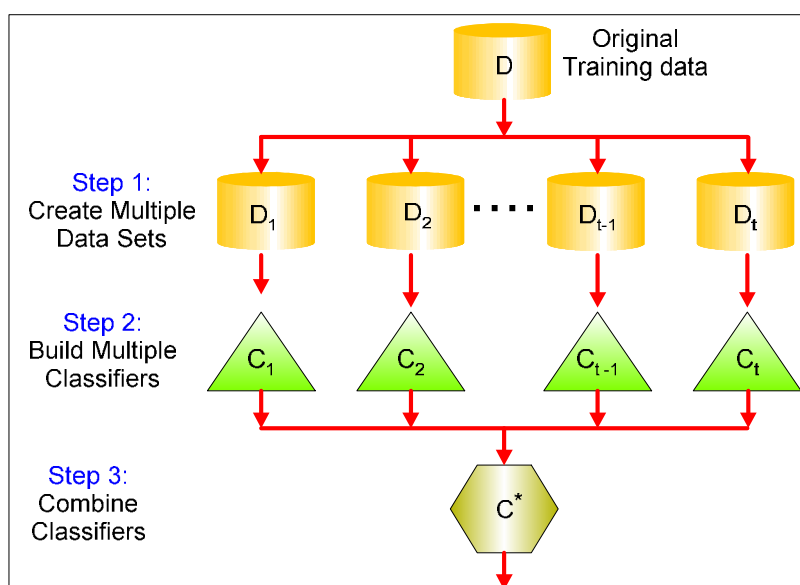 D
Original
Training data
Step 1:
Create Multiple
Data Sets
D1
D2
....
Dt-1
Dt
Step 2:
Build Multiple
Classifiers
C1
C2
Ct-1
Ct
Step 3:
Combine
Classifiers
C*